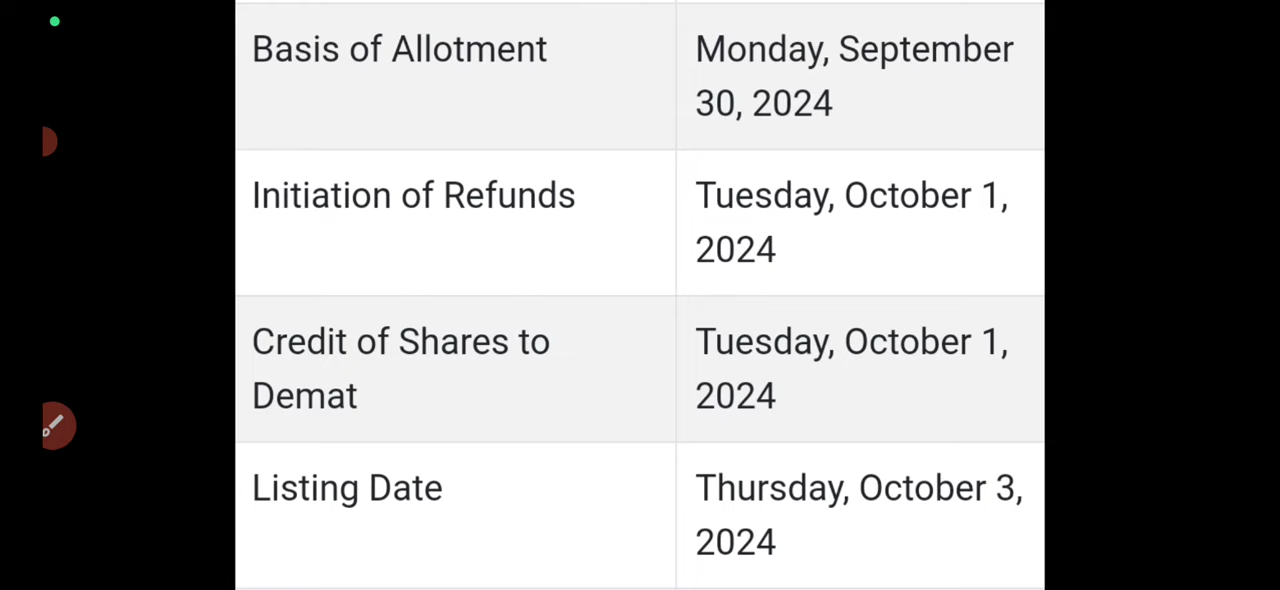 Basis of Allotment
Monday, September
30, 2024
Initiation of Refunds
Tuesday, October 1,
2024
Credit of Shares to
Demat
Tuesday, October 1,
2024
Listing Date
Thursday, October 3,
2024